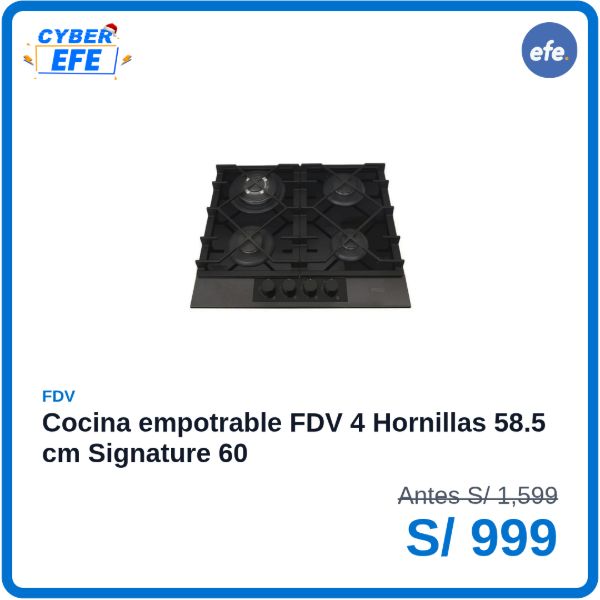 CYBER
EFE
efe.
FDV
Cocina empotrable FDV 4 Hornillas 58.5
cm Signature 60
Antes S/ 1,599
S/ 999